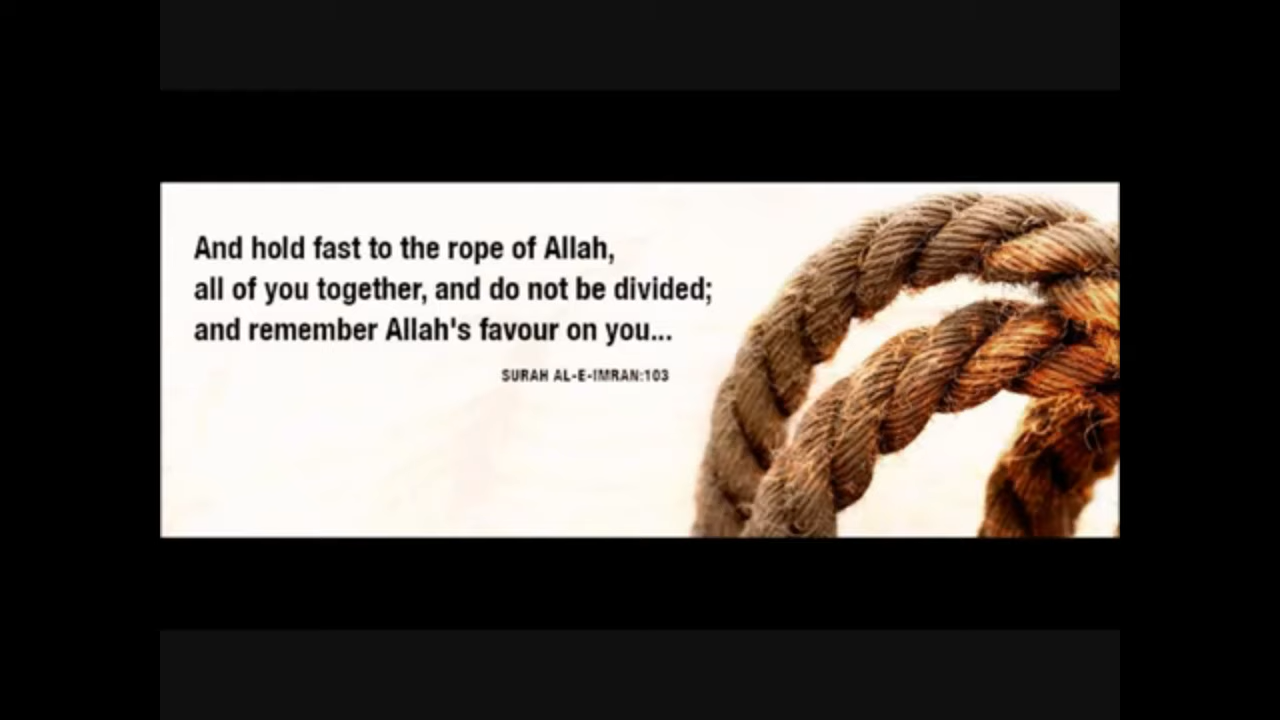 And hold fast to the rope of Allah,
all of you together, and do not be divided;
and remember Allah's favour on you...
SURAH AL-E-IMRAN:103